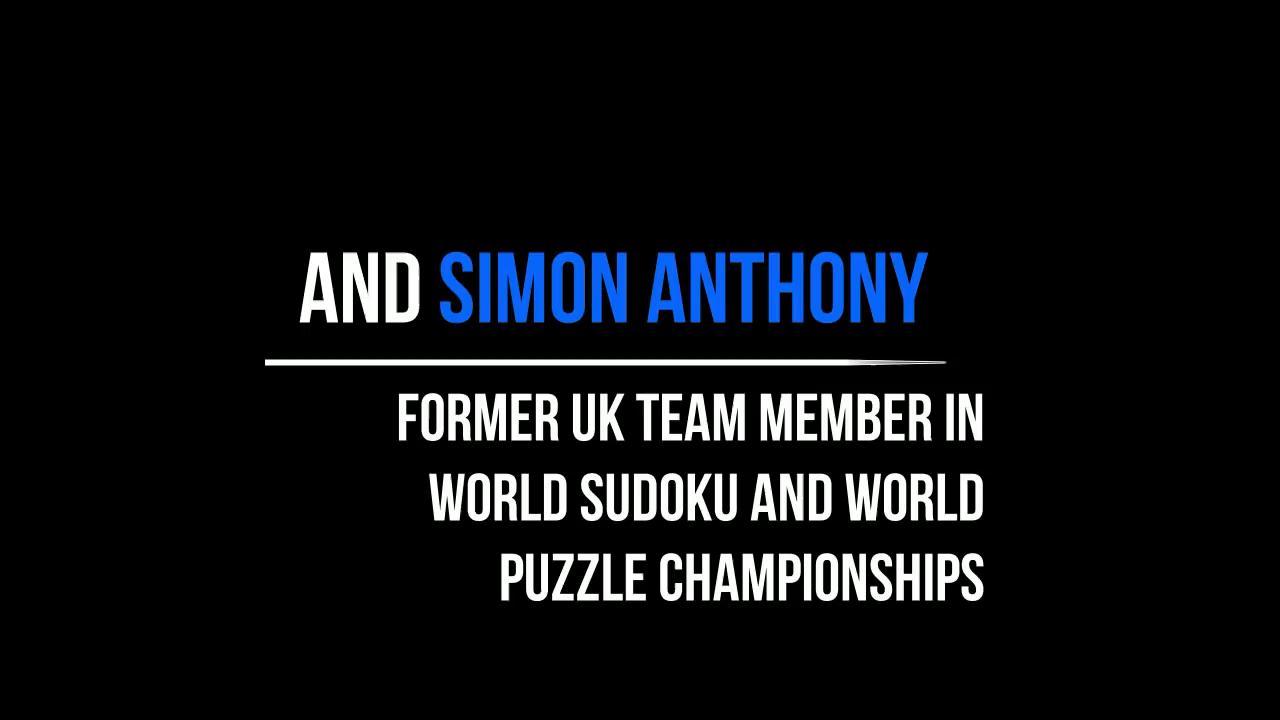 AND SIMON ANTHONY
FORMER UK TEAM MEMBER IN
WORLD SUDOKU AND WORLD
PUZZLE CHAMPIONSHIPS